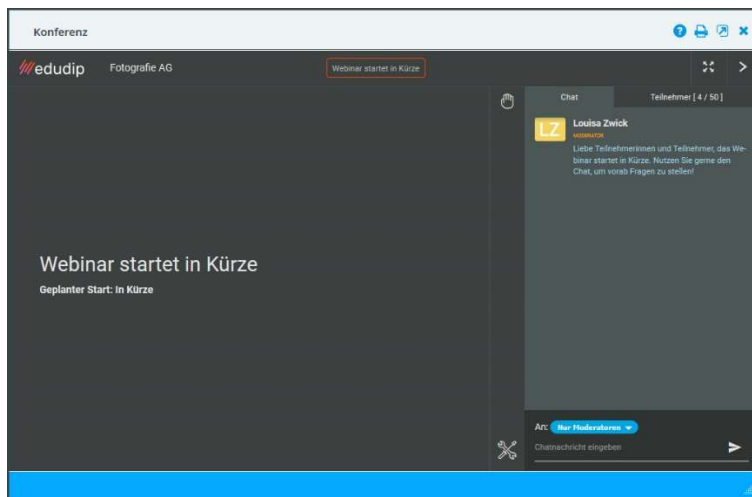 Konferenz
edudip
Fotografie AG
Webinar startet in Kürze
Chat
Teilnehmer [ 4 / 50 ]
LZ
Louisa Zwick
MODERATOR
Liebe Teilnehmerinnen und Teilnehmer, das We-
binar startet in Kürze. Nutzen Sie gerne den
Chat, um vorab Fragen zu stellen!
Webinar startet in Kürze
Geplanter Start: In Kürze
An: Nur Moderatoren
Chatnachricht eingeben